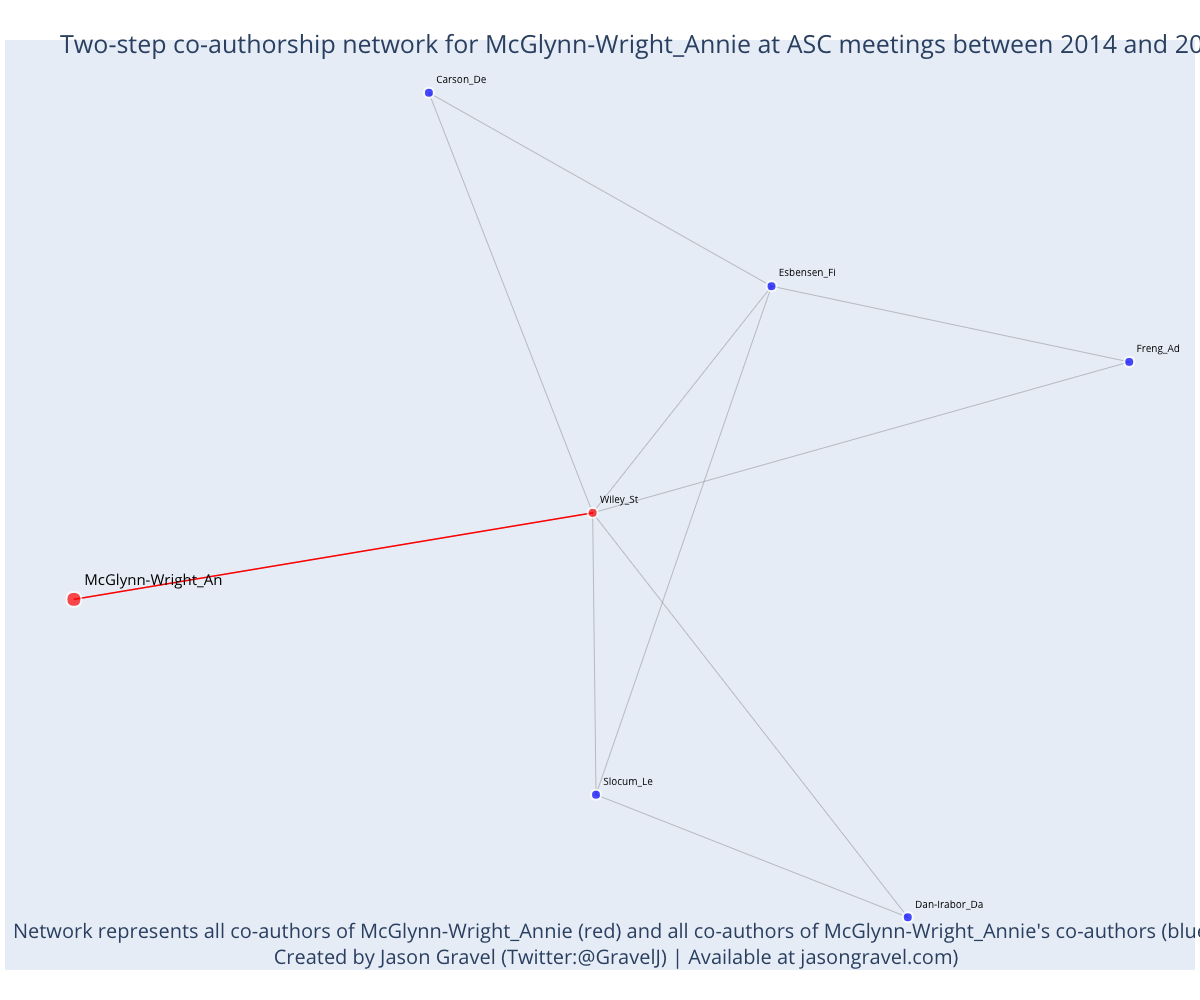 Two-step co-authorship network for McGlynn-Wright_Annie at ASC meetings between 2014 and 20
Carson_De
Esbensen_Fi
Freng_Ad
Wiley_St
McGlynn-Wright_An
Slocum_Le
Dan-Irabor_Da
Network represents all co-authors of McGlynn-Wright_Annie (red) and all co-authors of McGlynn-Wright_Annie's co-authors (blue
Created by Jason Gravel (Twitter:@GravelJ) | Available at jasongravel.com)